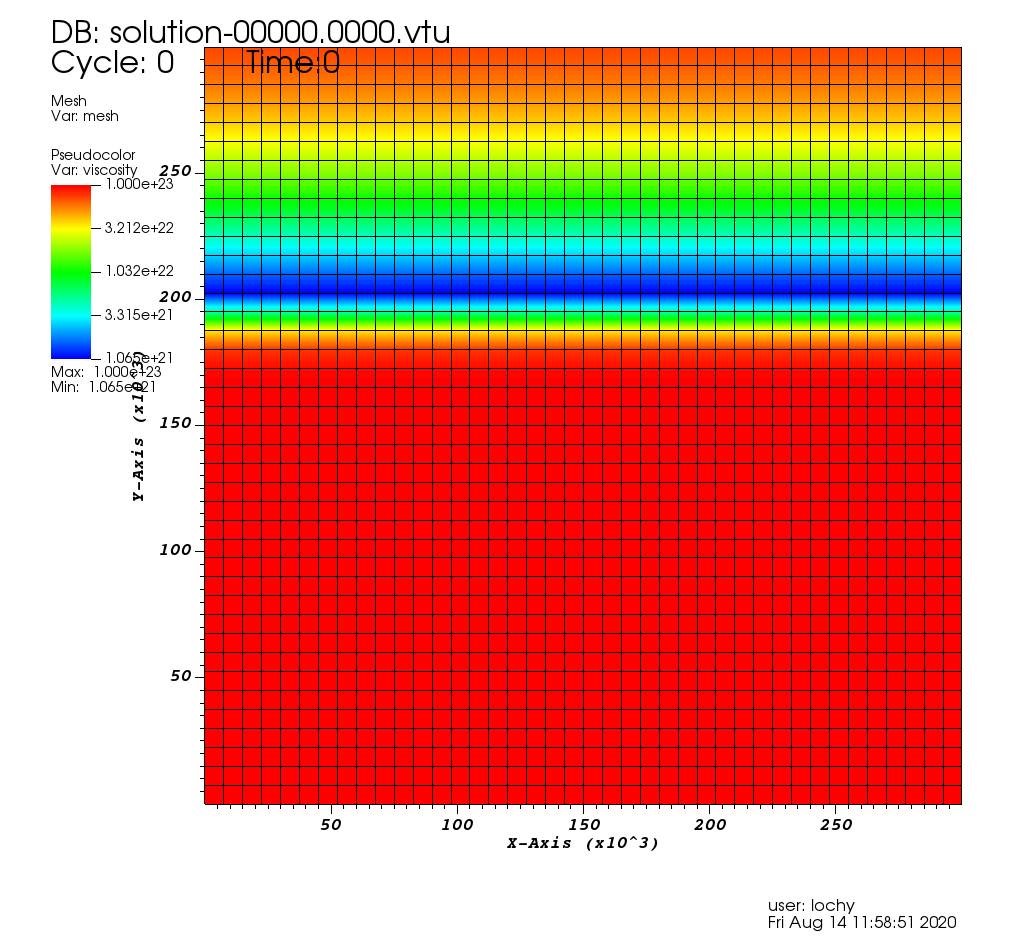 DB: solution-00000.0000.vtu
Cycle: 0 Time:0
Mesh
Var: mesh
Pseudocolor
Var: viscosity
1.000e+23
3.212e+22
1.032e+22
3.315e+21
1.065e+21
Max: 1.000e+23
Min: 1.065e+21
Y-Axis (x10^3)
250
200
150
100
50
50 100 150 200 250
X-Axis (x10^3)
user: lochy
Fri Aug 14 11:58:51 2020